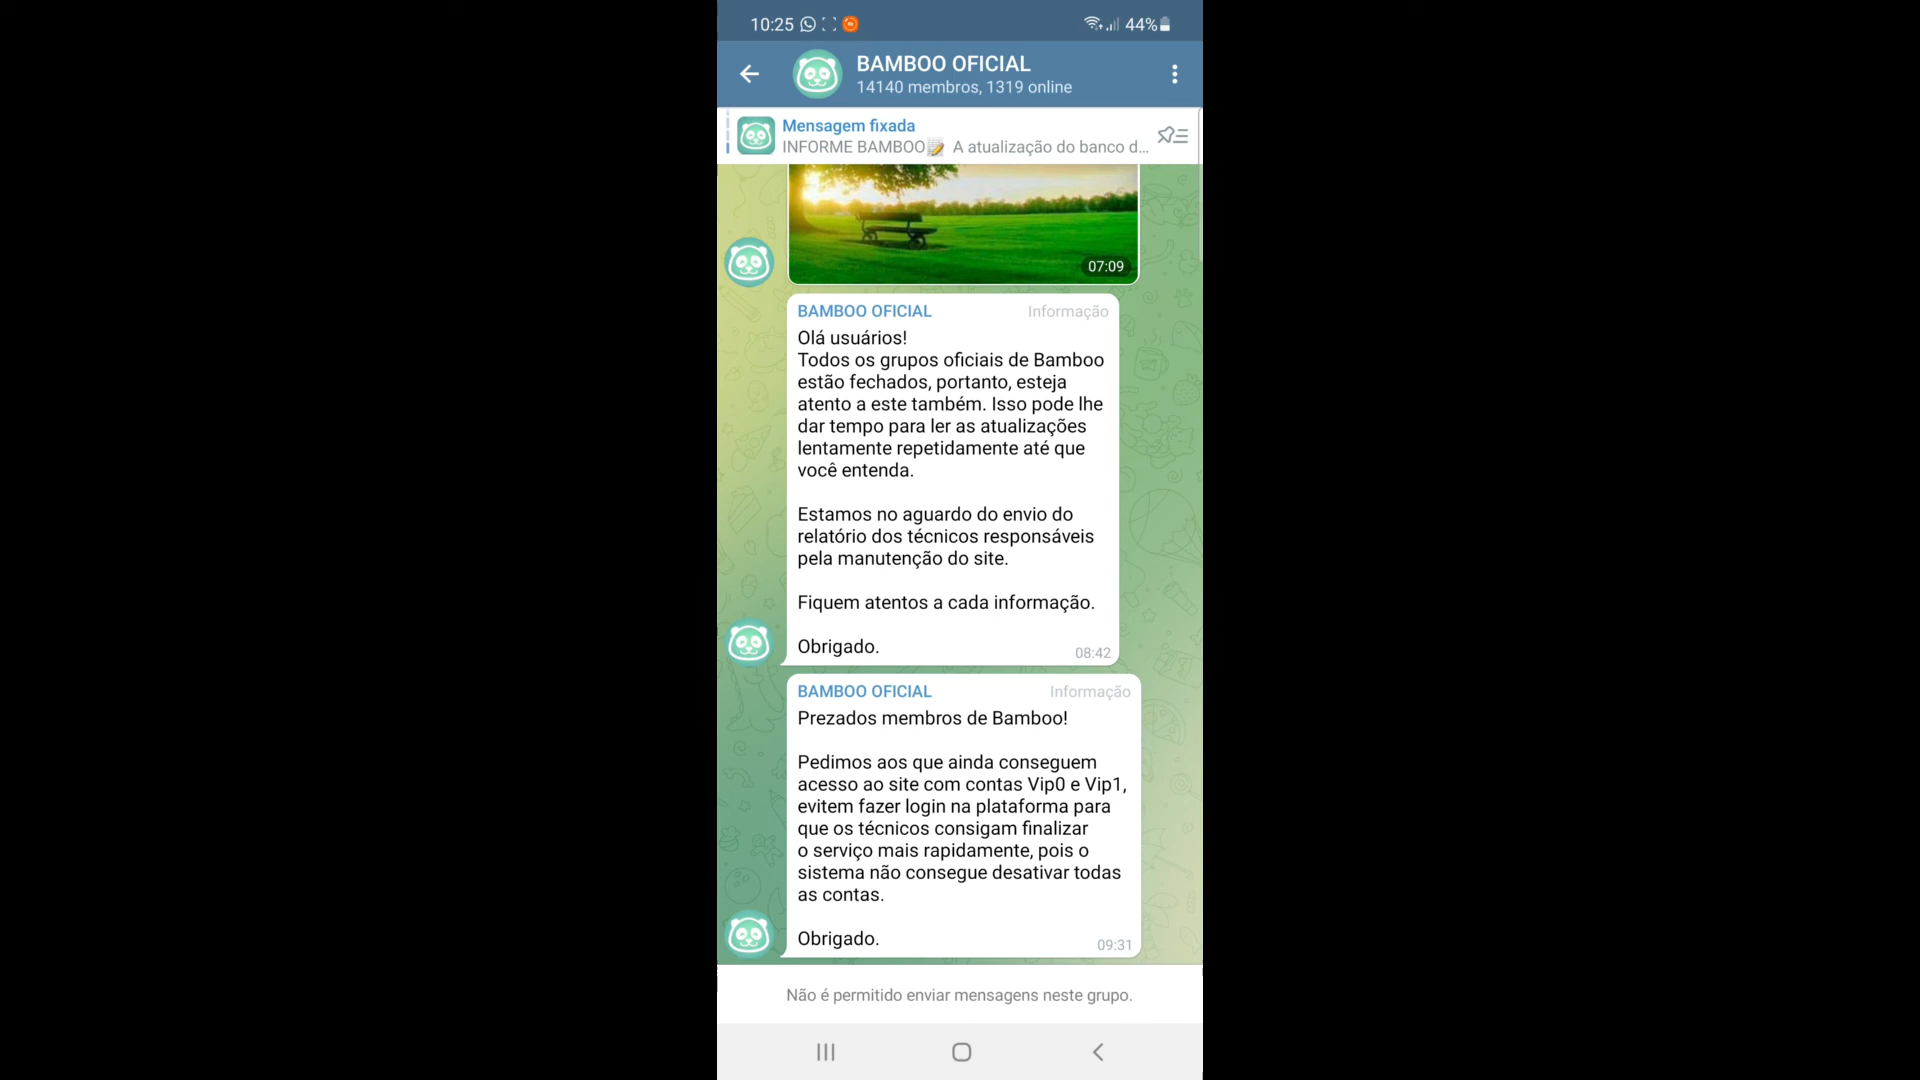 10:25
44%
BAMBOO OFICIAL
14140 membros, 1319 online
Mensagem fixada
INFORME BAMBOO📝 A atualização do banco d...
07:09
BAMBOO OFICIAL Informação
Olá usuários!
Todos os grupos oficiais de Bamboo
estão fechados, portanto, esteja
atento a este também. Isso pode lhe
dar tempo para ler as atualizações
lentamente repetidamente até que
você entenda.
Estamos no aguardo do envio do
relatório dos técnicos responsáveis
pela manutenção do site.
Fiquem atentos a cada informação.
Obrigado.
08:42
BAMBOO OFICIAL Informação
Prezados membros de Bamboo!
Pedimos aos que ainda conseguem
acesso ao site com contas Vip0 e Vip1,
evitem fazer login na plataforma para
que os técnicos consigam finalizar
o serviço mais rapidamente, pois o
sistema não consegue desativar todas
as contas.
Obrigado.
09:31
Não é permitido enviar mensagens neste grupo.